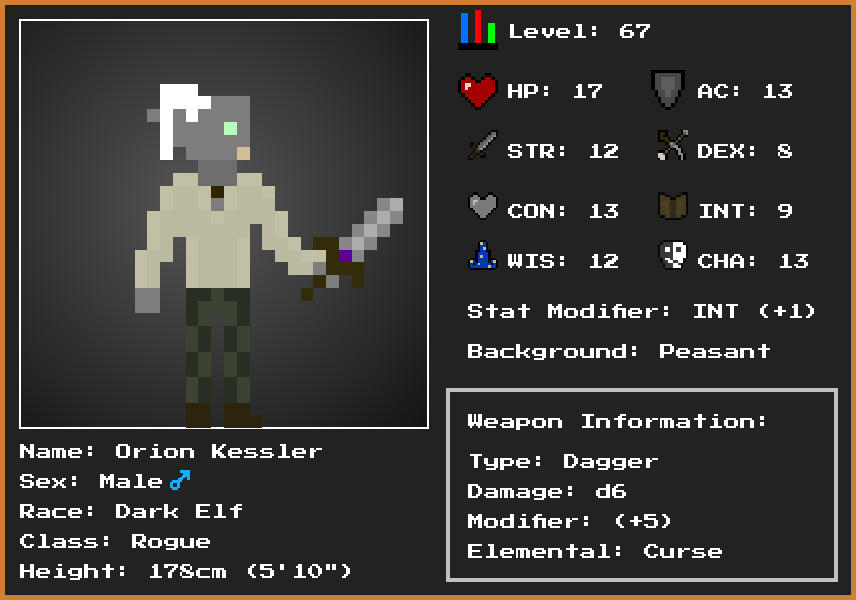 Level: 67
HP: 17 AC: 13
STR: 12 DEX: 8
CON: 13 INT: 9
WIS: 12 CHA: 13
Stat Modifier: INT (+1)
Background: Peasant
Name: Orion Kessler
Sex: Male ♂
Race: Dark Elf
Class: Rogue
Height: 178cm (5'10")
Weapon Information:
Type: Dagger
Damage: d6
Modifier: (+5)
Elemental: Curse